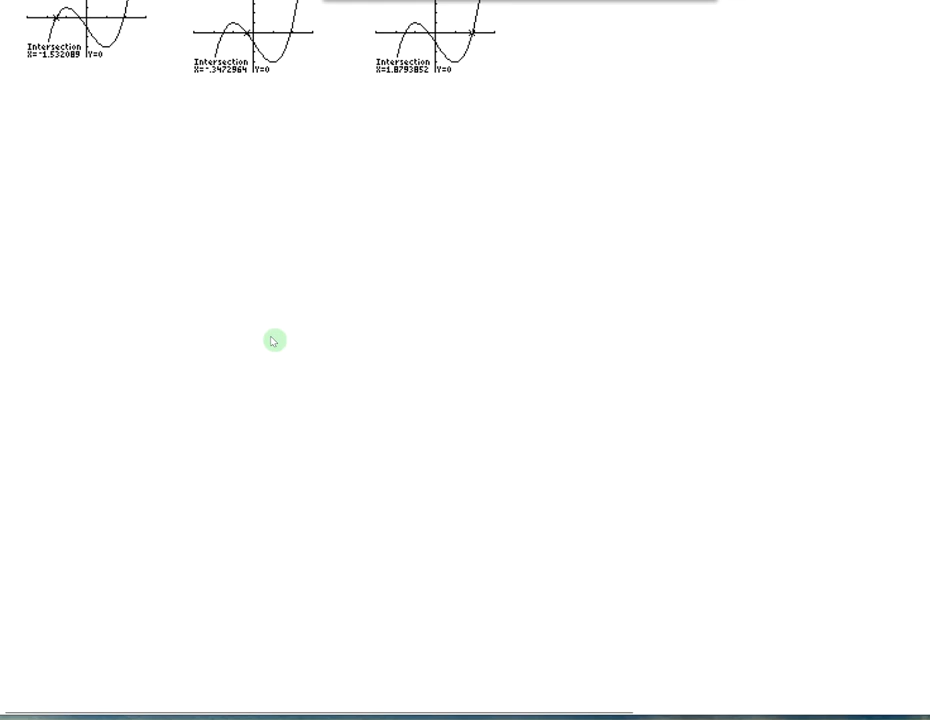 Intersection
X=-1.532089 Y=0
Intersection
X=-.3472964 Y=0
Intersection
X=1.8793852 Y=0